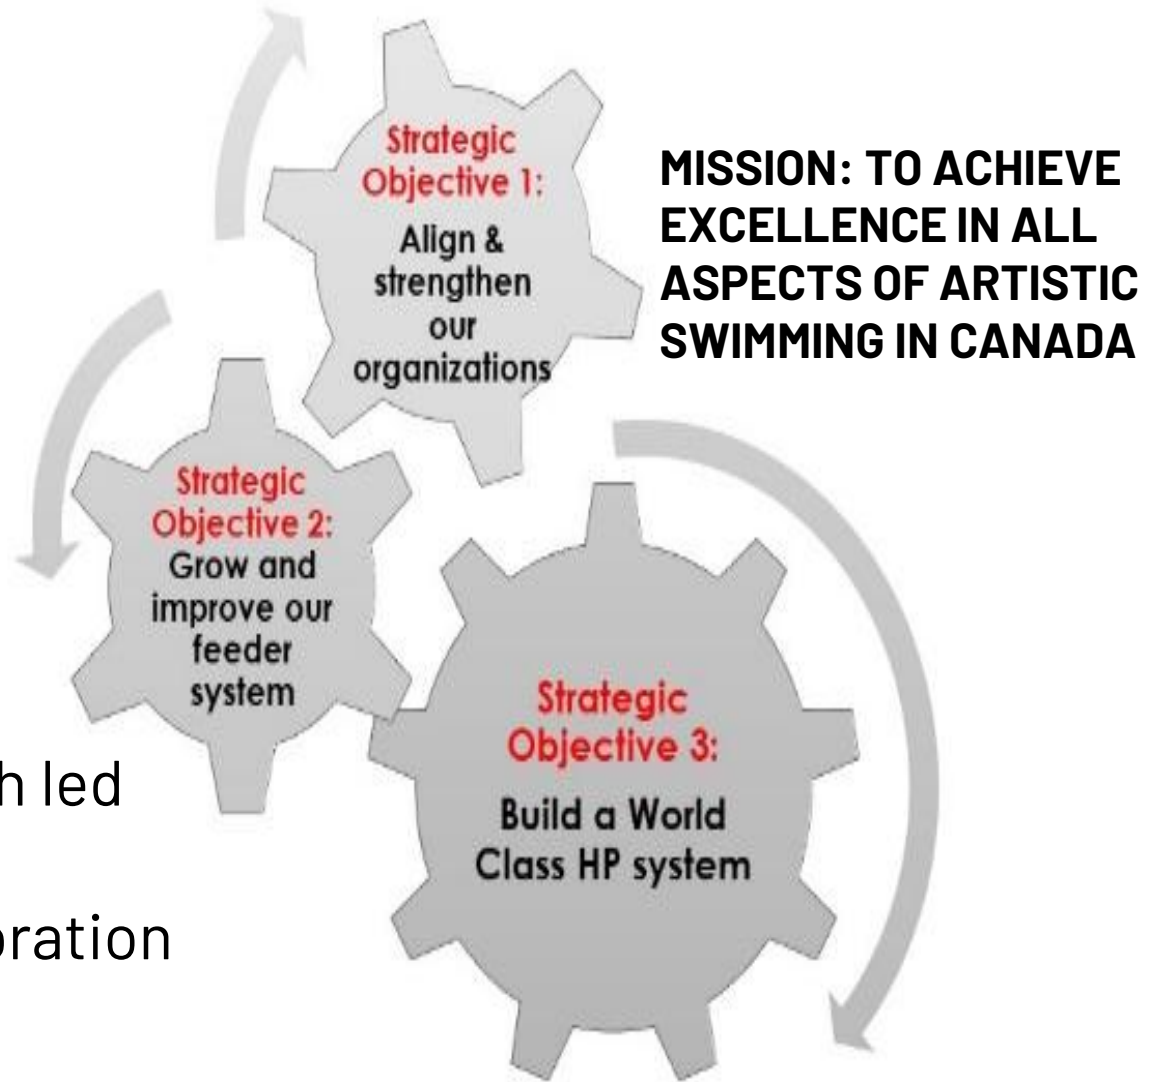 Strategic
Objective 1:
Align &
strengthen
our
organizations
MISSION: TO ACHIEVE
EXCELLENCE IN ALL
ASPECTS OF ARTISTIC
SWIMMING IN CANADA
Strategic
Objective 2:
Grow and
improve our
feeder
system
Strategic
Objective 3:
Build a World
Class HP system
h led
oration